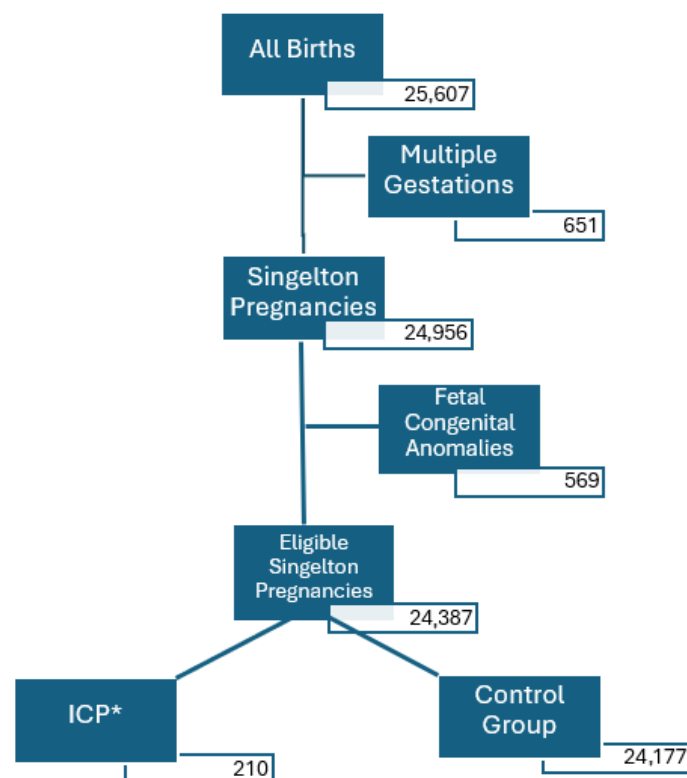 All Births
25,607
Multiple
Gestations
651
Singelton
Pregnancies
24,956
Fetal
Congenital
Anomalies
569
Eligible
Singelton
Pregnancies
24,387
ICP*
210
Control
Group
24,177